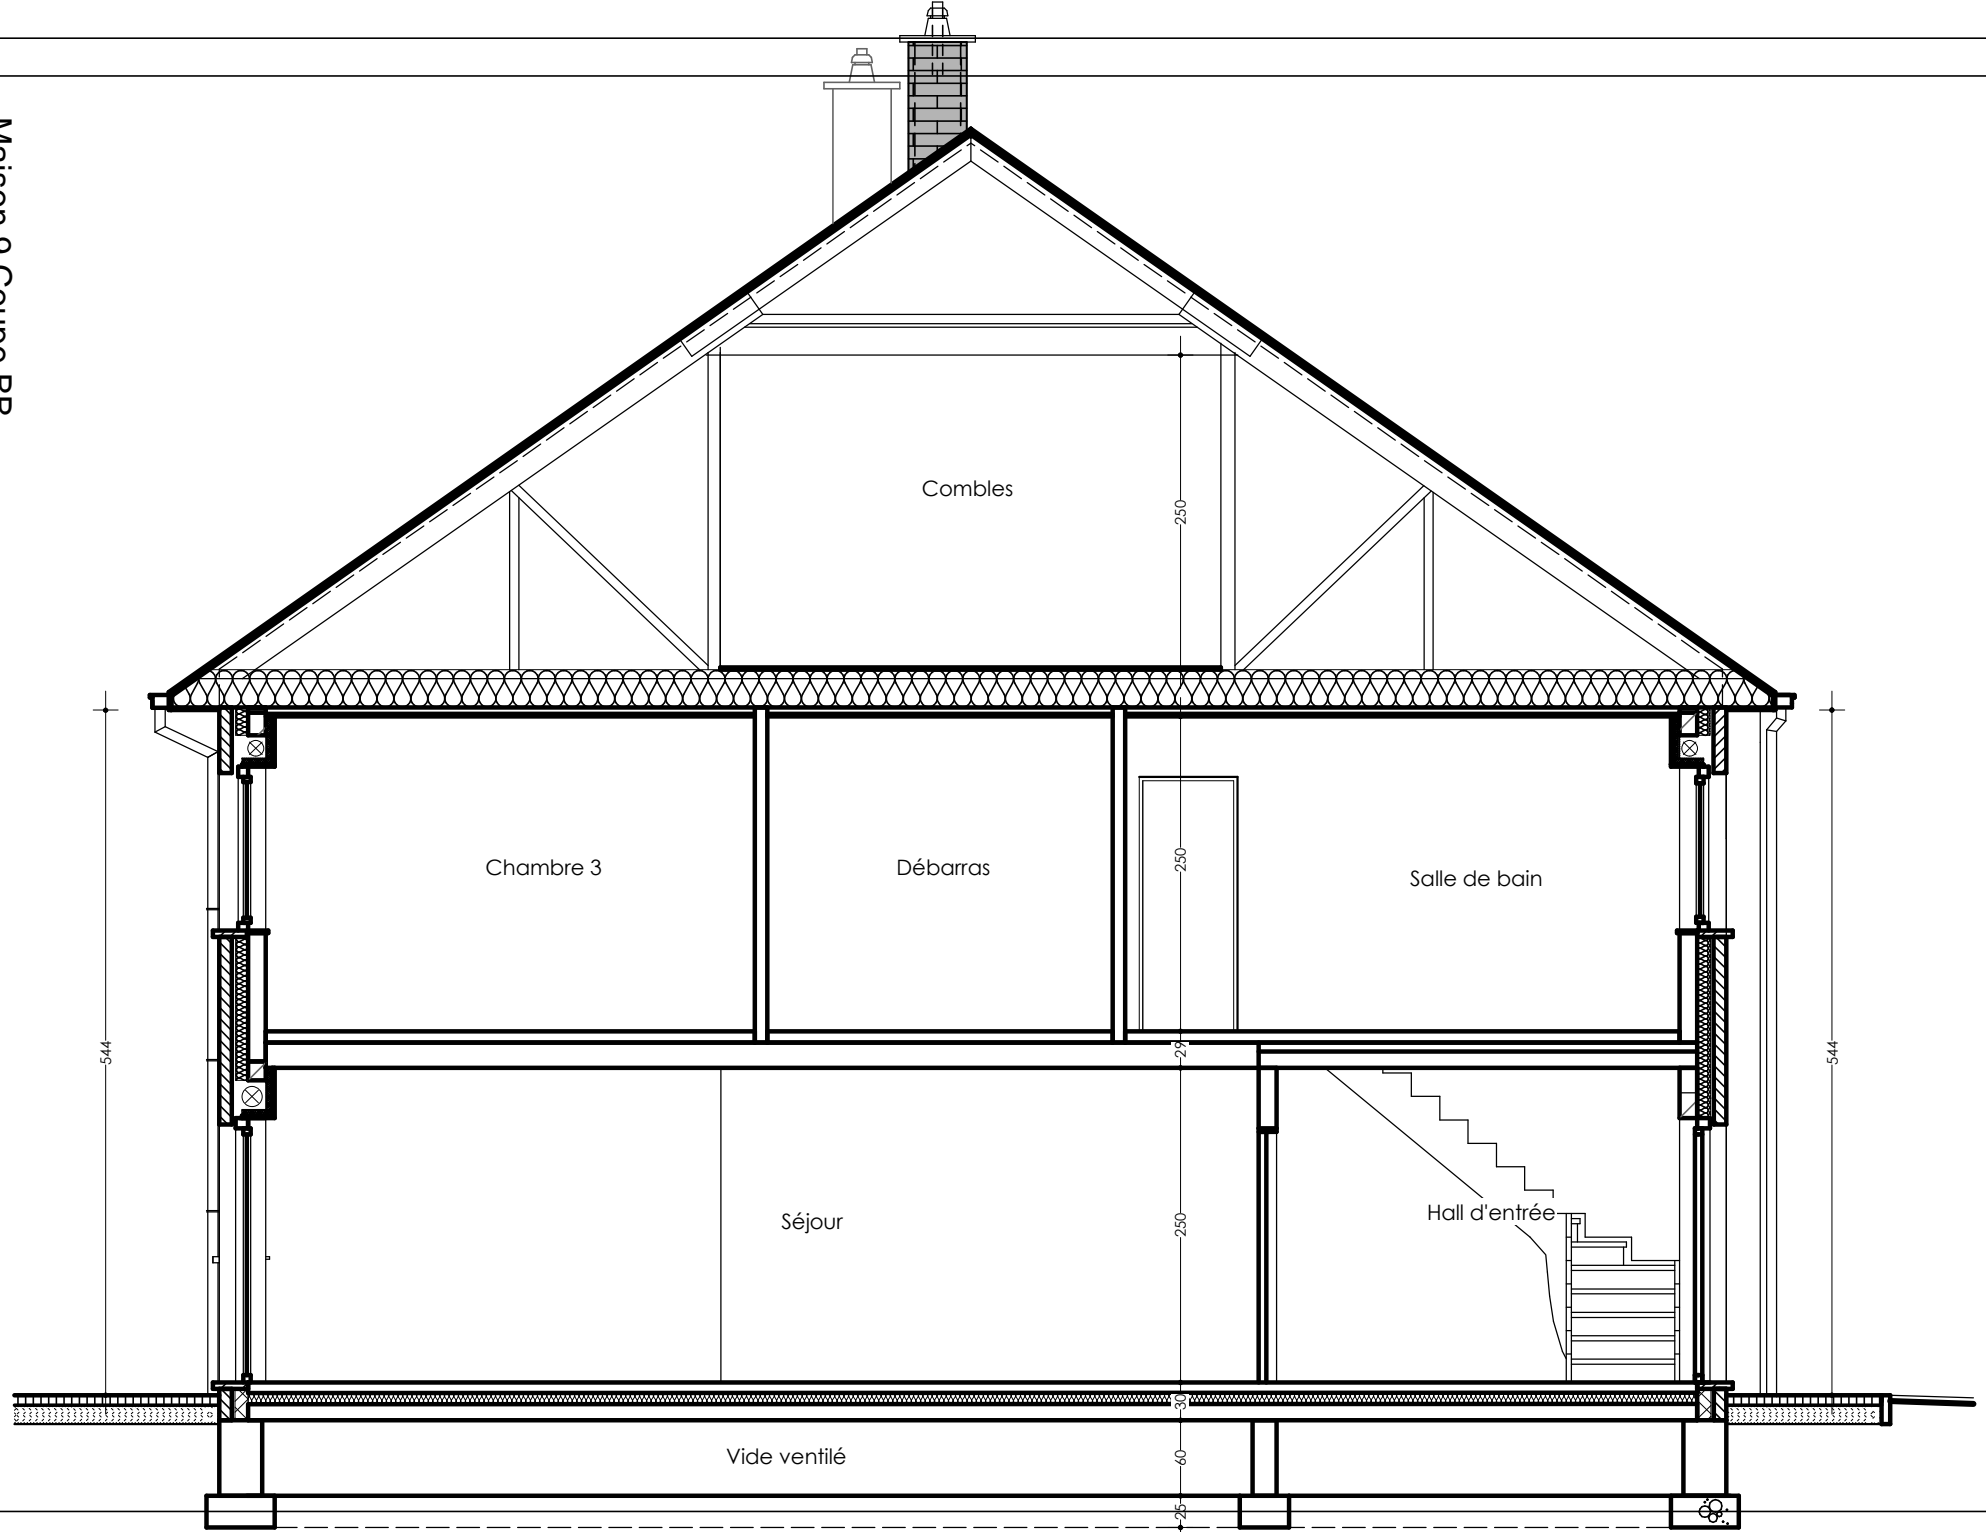 Combles
250
Chambre 3
Débarras
250
Salle de bain
544
29
544
Séjour
250
Hall d'entrée
30
Vide ventilé
60
25